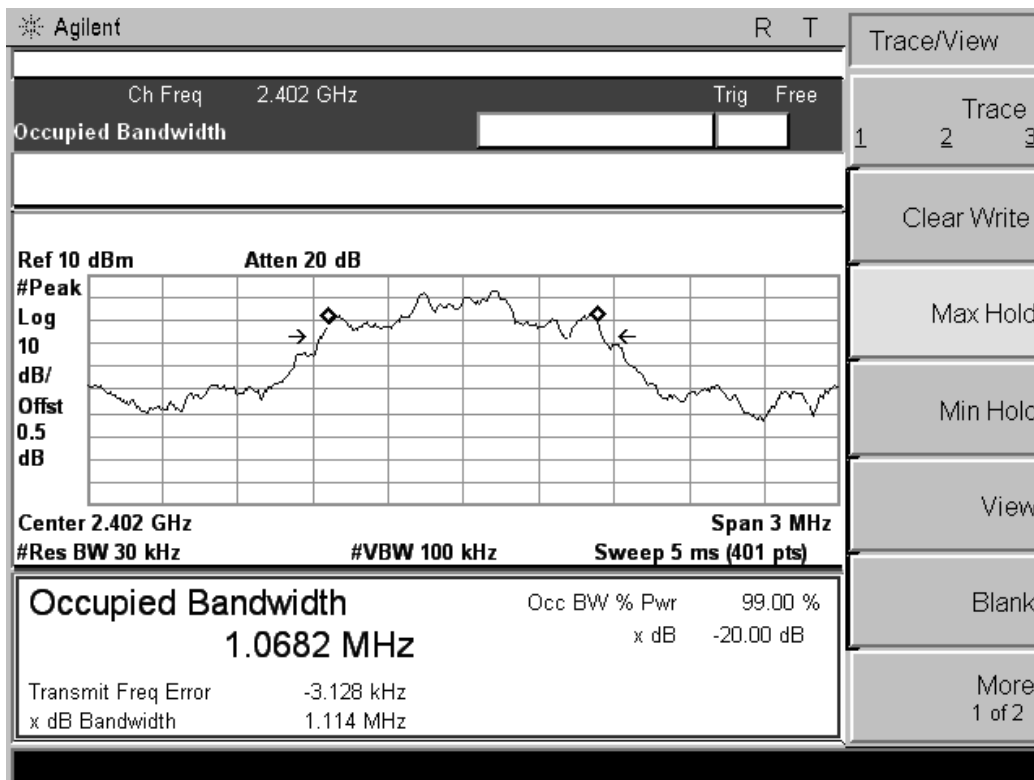 Agilent R T
Ch Freq 2.402 GHz Trig Free
Occupied Bandwidth
Ref 10 dBm Atten 20 dB
#Peak
Log
10
dB/
Offst
0.5
dB
Center 2.402 GHz Span 3 MHz
#Res BW 30 kHz #VBW 100 kHz Sweep 5 ms (401 pts)
Occupied Bandwidth
1.0682 MHz
Occ BW % Pwr 99.00 %
x dB -20.00 dB
Transmit Freq Error -3.128 kHz
x dB Bandwidth 1.114 MHz
Trace/View
Trace
1 2 3
Clear Write
Max Hold
Min Hold
View
Blank
More
1 of 2